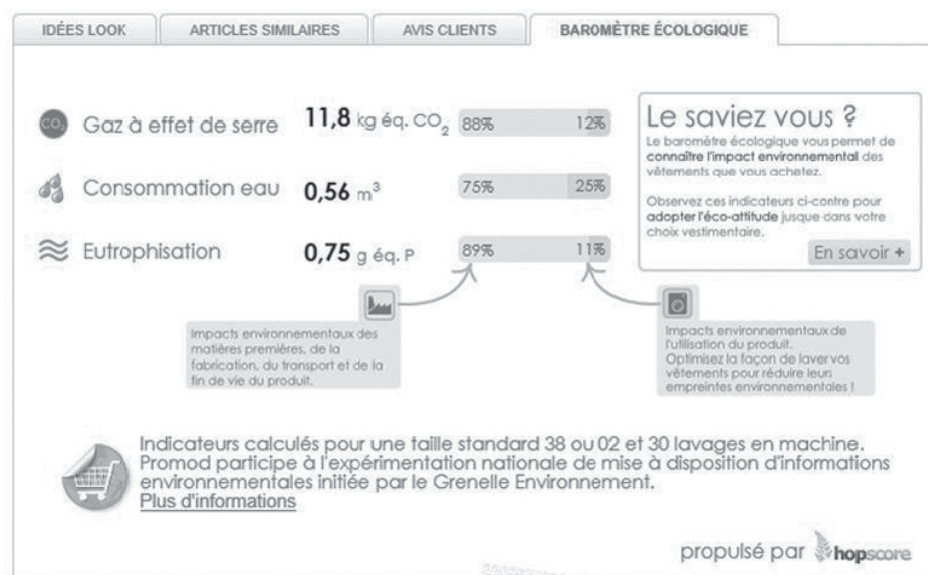 IDÉES LOOK
ARTICLES SIMILAIRES
AVIS CLIENTS
BAROMÈTRE ÉCOLOGIQUE
CO₂ Gaz à effet de serre 11,8 kg éq. CO₂ 88% 12%
Consommation eau 0,56 m³ 75% 25%
Eutrophisation 0,75 g éq. P 89% 11%
Le saviez vous ?
Le baromètre écologique vous permet de
connaître l'impact environnemental des
vêtements que vous achetez.
Observez ces indicateurs ci-contre pour
adopter l'éco-attitude jusque dans votre
choix vestimentaire.
En savoir +
Impacts environnementaux des
matières premières, de la
fabrication, du transport et de la
fin de vie du produit.
Impacts environnementaux de
l'utilisation du produit.
Optimisez la façon de laver vos
vêtements pour réduire leurs
empreintes environnementales !
Indicateurs calculés pour une taille standard 38 ou 02 et 30 lavages en machine.
Promod participe à l'expérimentation nationale de mise à disposition d'informations
environnementales initiée par le Grenelle Environnement.
Plus d'informations
propulsé par hopscore